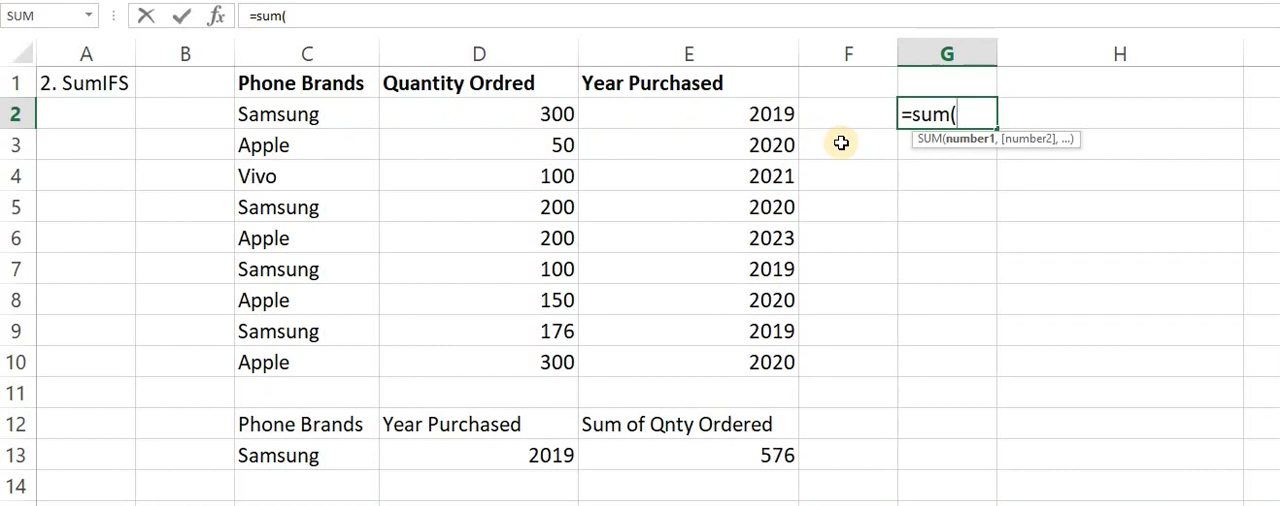 SUM =sum(
A B C D E F G H
1 2. SumIFS Phone Brands Quantity Ordred Year Purchased
2 Samsung 300 2019 =sum(
SUM(number1, [number2], ...)
3 Apple 50 2020
4 Vivo 100 2021
5 Samsung 200 2020
6 Apple 200 2023
7 Samsung 100 2019
8 Apple 150 2020
9 Samsung 176 2019
10 Apple 300 2020
11
12 Phone Brands Year Purchased Sum of Qnty Ordered
13 Samsung 2019 576
14